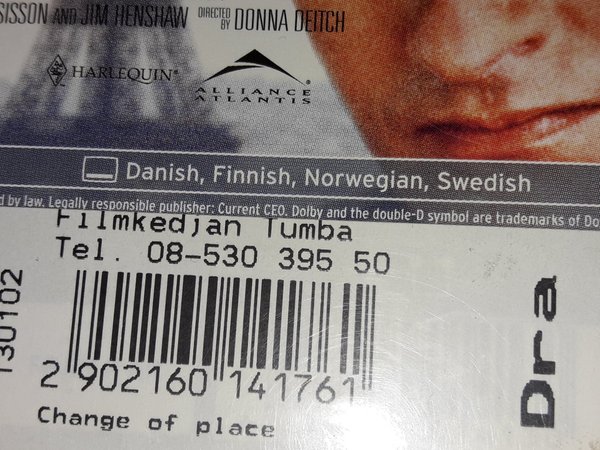 SISSON AND JIM HENSHAW DIRECTED BY DONNA DEITCH
HARLEQUIN®
ALLIANCE ATLANTIS®
Danish, Finnish, Norwegian, Swedish
d by law. Legally responsible publisher: Current CEO. Dolby and the double-D symbol are trademarks of Do
Filmkedjan Tumba
Tel. 08-530 395 50
130102
2 902160 141761
Change of place
Dra